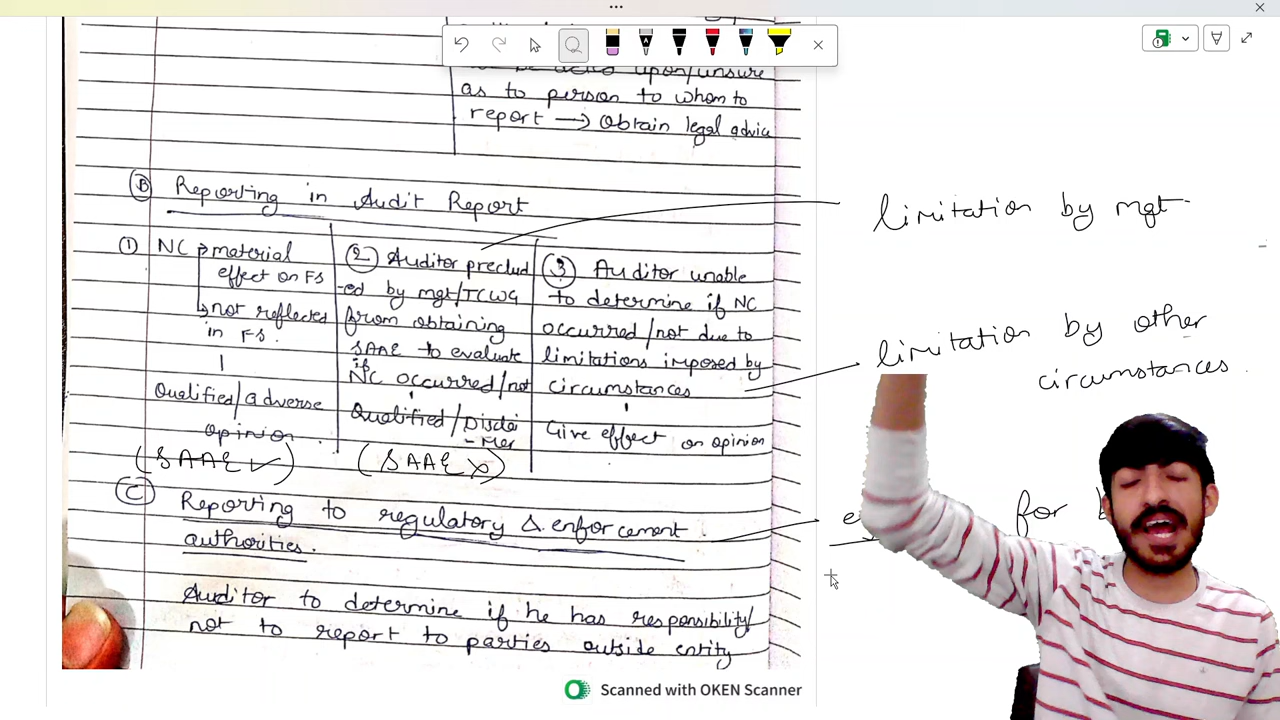 to be acted upon/unsure
as to person to whom to
report → Obtain legal advice
B Reporting in Audit Report
① NC → material
effect on FS
↳ not reflected
in FS.
Qualified/adverse
opinion.
(SAAE ✓)
② Auditor preclud
-ed by mgt/TCWG
from obtaining
SAAE to evaluate
if
NC occurred/not
Qualified/Disclai
-mer
(SAAE ✗)
③ Auditor unable
to determine if NC
occurred/not due to
limitations imposed by
circumstances
Give effect on opinion
limitation by mgt
limitation by other
circumstances
C Reporting to regulatory & enforcement
authorities.
for
Auditor to determine if he has responsibility/
not to report to parties outside entity
Scanned with OKEN Scanner